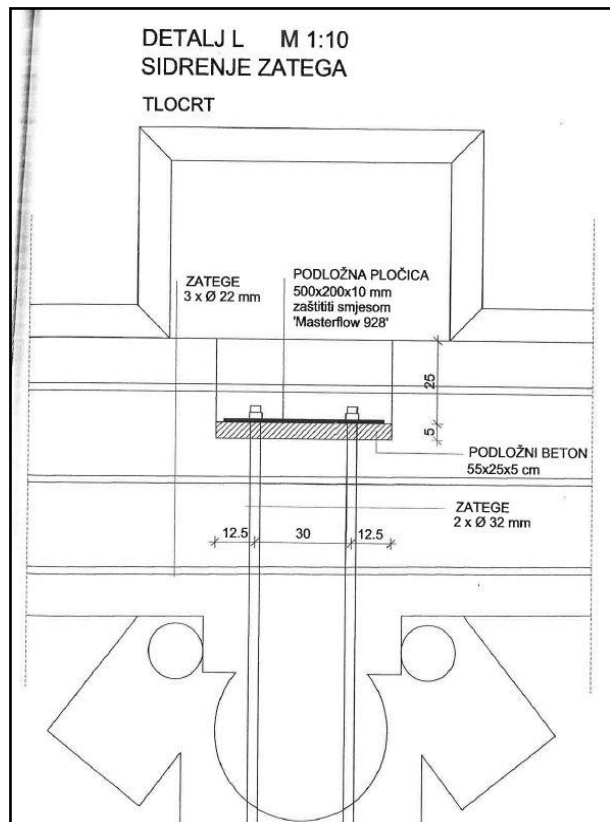 DETALJ L M 1:10
SIDRENJE ZATEGA
TLOCRT
ZATEGE
3 x Ø 22 mm
PODLOŽNA PLOČICA
500x200x10 mm
zaštititi smjesom
"Masterflow 928"
25
5
PODLOŽNI BETON
55x25x5 cm
ZATEGE
2 x Ø 32 mm
12.5
30
12.5